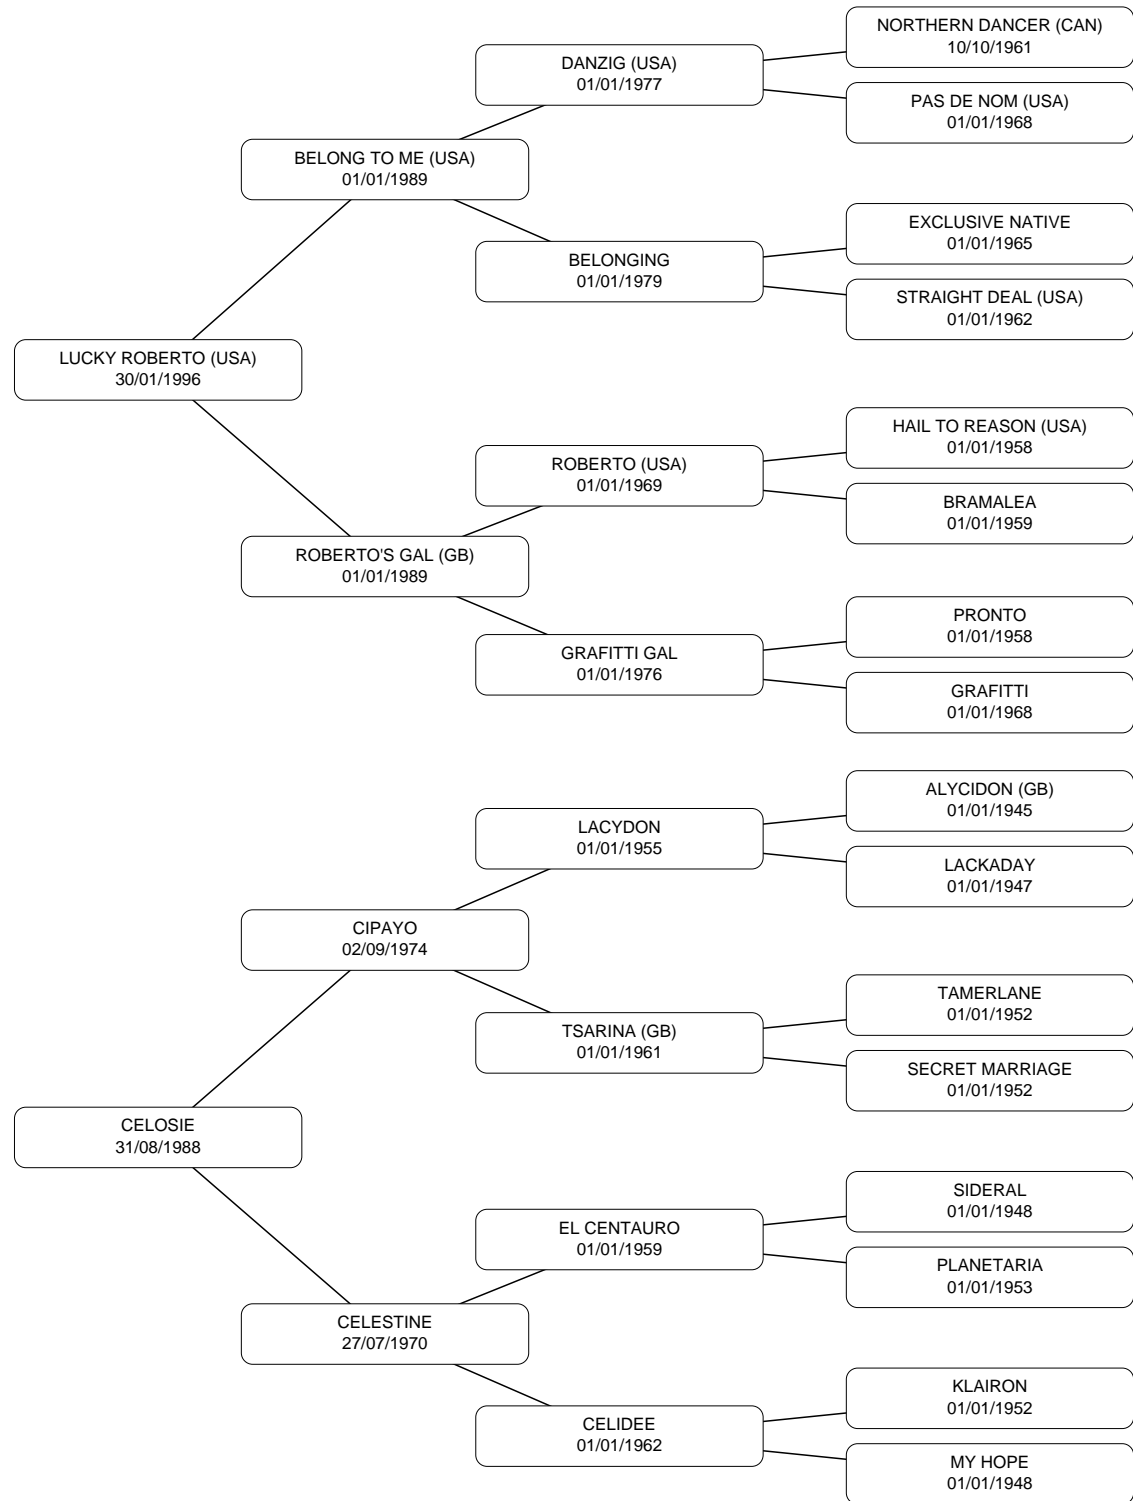 NORTHERN DANCER (CAN)
10/10/1961
DANZIG (USA)
01/01/1977
PAS DE NOM (USA)
01/01/1968
BELONG TO ME (USA)
01/01/1989
EXCLUSIVE NATIVE
01/01/1965
BELONGING
01/01/1979
STRAIGHT DEAL (USA)
01/01/1962
LUCKY ROBERTO (USA)
30/01/1996
HAIL TO REASON (USA)
01/01/1958
ROBERTO (USA)
01/01/1969
BRAMALEA
01/01/1959
ROBERTO'S GAL (GB)
01/01/1989
PRONTO
01/01/1958
GRAFITTI GAL
01/01/1976
GRAFITTI
01/01/1968
ALYCIDON (GB)
01/01/1945
LACYDON
01/01/1955
LACKADAY
01/01/1947
CIPAYO
02/09/1974
TAMERLANE
01/01/1952
TSARINA (GB)
01/01/1961
SECRET MARRIAGE
01/01/1952
CELOSIE
31/08/1988
SIDERAL
01/01/1948
EL CENTAURO
01/01/1959
PLANETARIA
01/01/1953
CELESTINE
27/07/1970
KLAIRON
01/01/1952
CELIDEE
01/01/1962
MY HOPE
01/01/1948